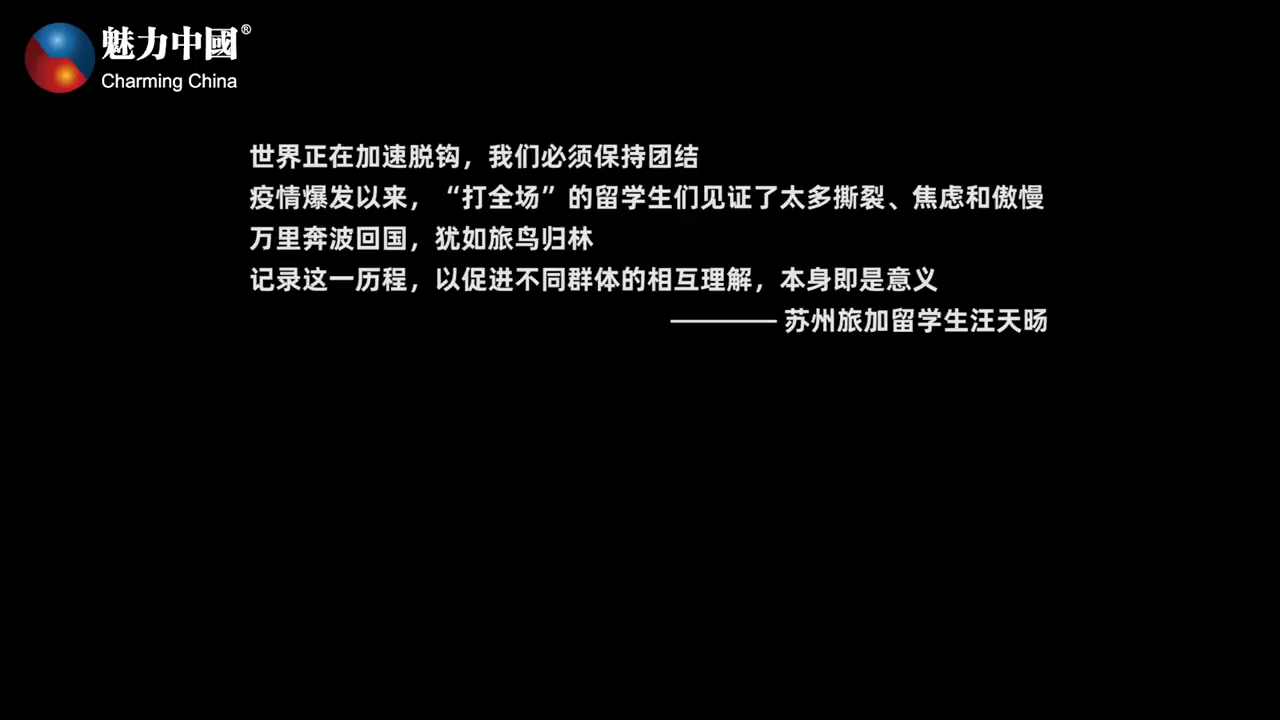 魅力中國®
Charming China
世界正在加速脱钩，我们必须保持团结
疫情爆发以来，“打全场”的留学生们见证了太多撕裂、焦虑和傲慢
万里奔波回国，犹如旅鸟归林
记录这一历程，以促进不同群体的相互理解，本身即是意义
———— 苏州旅加留学生汪天旸